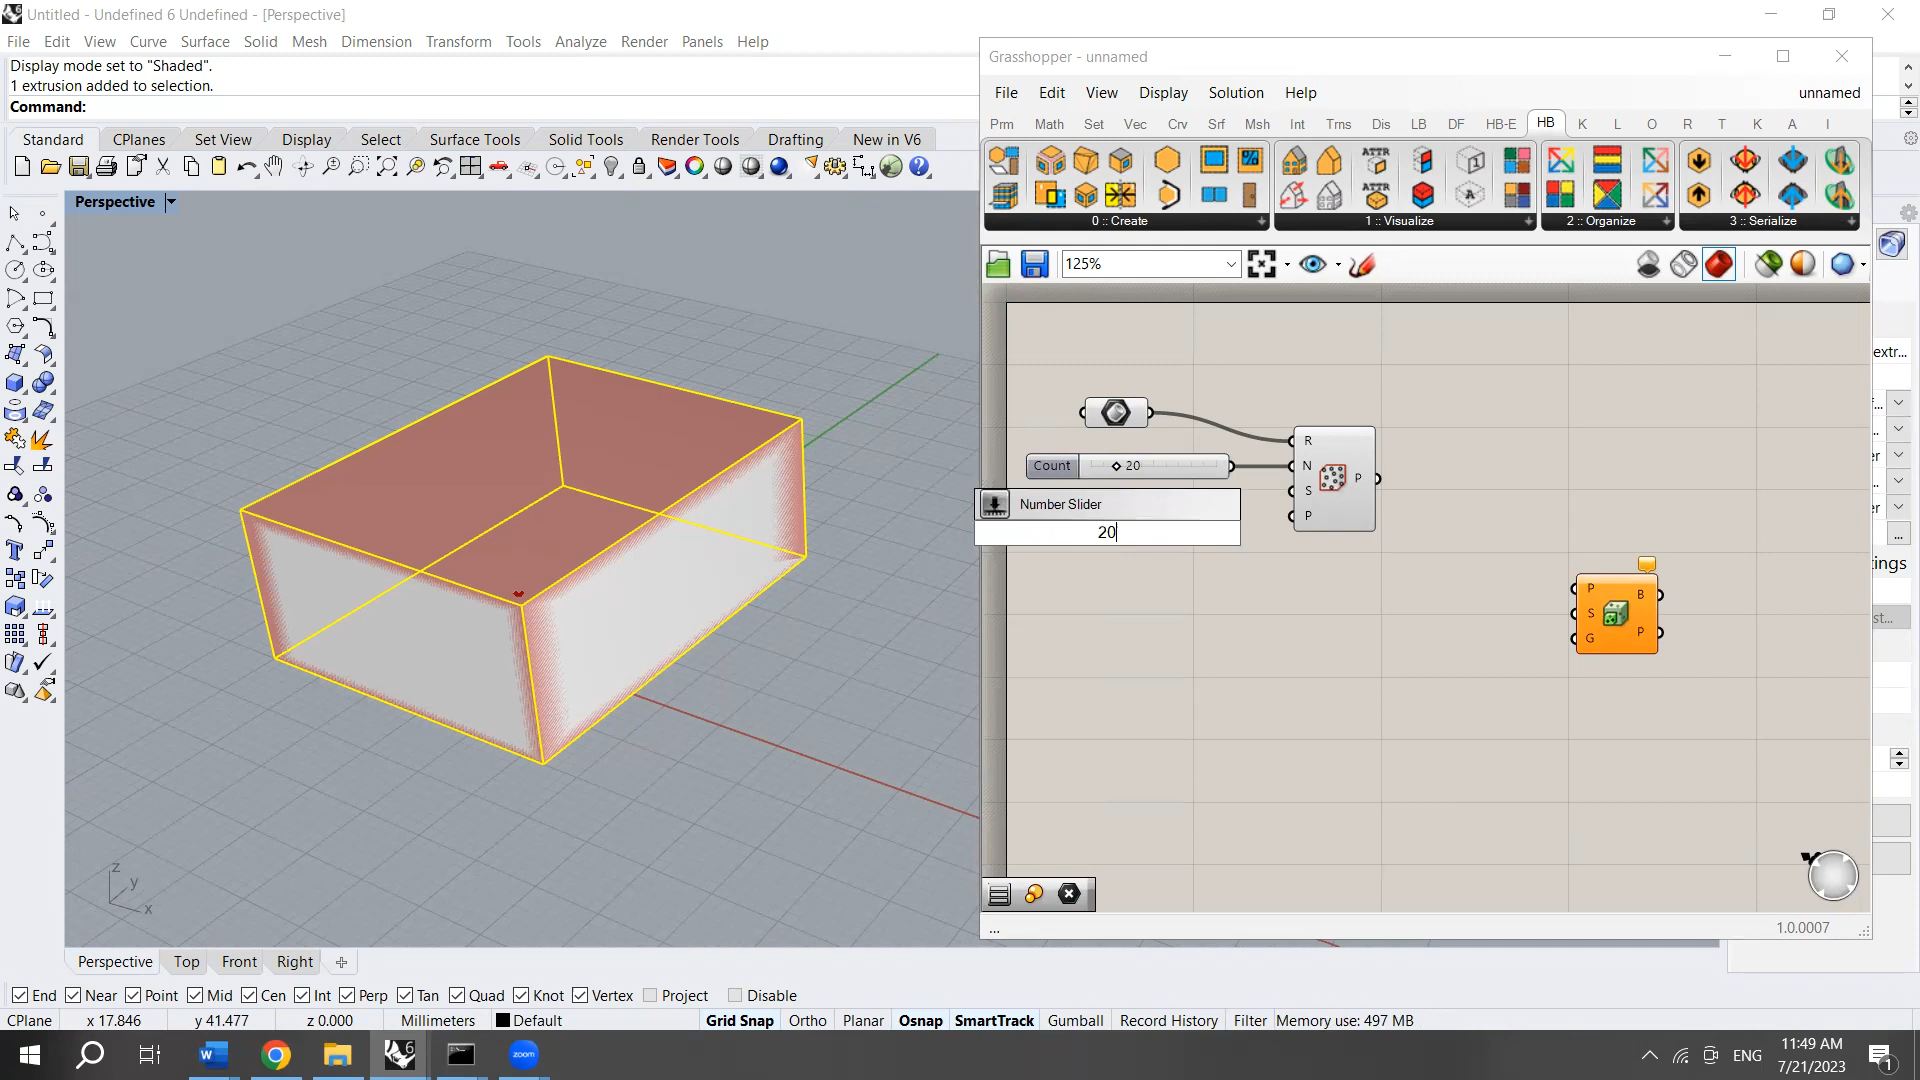 Untitled - Undefined 6 Undefined - [Perspective]
File Edit View Curve Surface Solid Mesh Dimension Transform Tools Analyze Render Panels Help
Display mode set to "Shaded".
1 extrusion added to selection.
Command:
Standard CPlanes Set View Display Select Surface Tools Solid Tools Render Tools Drafting New in V6
Perspective
Grasshopper - unnamed
File Edit View Display Solution Help unnamed
Prm Math Set Vec Crv Srf Msh Int Trns Dis LB DF HB-E HB K L O R T K A I
ATTR
ATTR
0 :: Create 1 :: Visualize 2 :: Organize 3 :: Serialize
125%
R
Count 20 N
S P
P
Number Slider
20
P B
S
G P
extr...
...
tings
st...
z
y
x
... 1.0.0007
Perspective Top Front Right
End Near Point Mid Cen Int Perp Tan Quad Knot Vertex Project Disable
CPlane x 17.846 y 41.477 z 0.000 Millimeters Default Grid Snap Ortho Planar Osnap SmartTrack Gumball Record History Filter Memory use: 497 MB
zoom
ENG
11:49 AM
7/21/2023
1